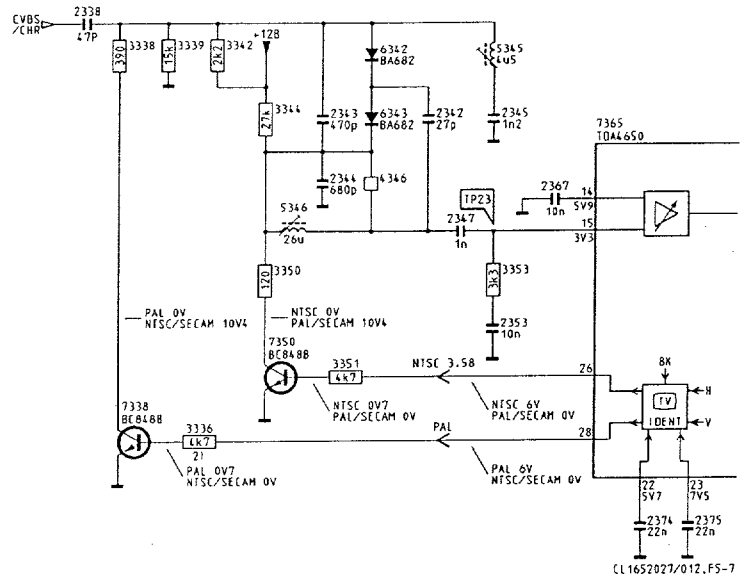 CVBS
/CHR
2338
47P
390
3338
15k
3339
2k2
3342
+12B
27k
3344
2343
470p
6342
BA682
6343
BA682
2342
27p
5345
4u5
2345
1n2
2344
680p
4346
5346
26u
2347
1n
TP23
3k3
3353
2353
10n
7365
TDA4650
2367
10n
14
5V9
15
3V3
120
3350
PAL 0V
NTSC/SECAM 10V4
NTSC 0V
PAL/SECAM 10V4
7350
BC848B
3351
4k7
NTSC 3.58
26
NTSC 0V7
PAL/SECAM 0V
NTSC 6V
PAL/SECAM 0V
7338
BC848B
3336
4k7
2)
PAL
28
PAL 0V7
NTSC/SECAM 0V
PAL 6V
NTSC/SECAM 0V
8X
TV
IDENT
H
V
22
5V7
23
7V5
2374
22n
2375
22n
CL1652027/012.FS-7